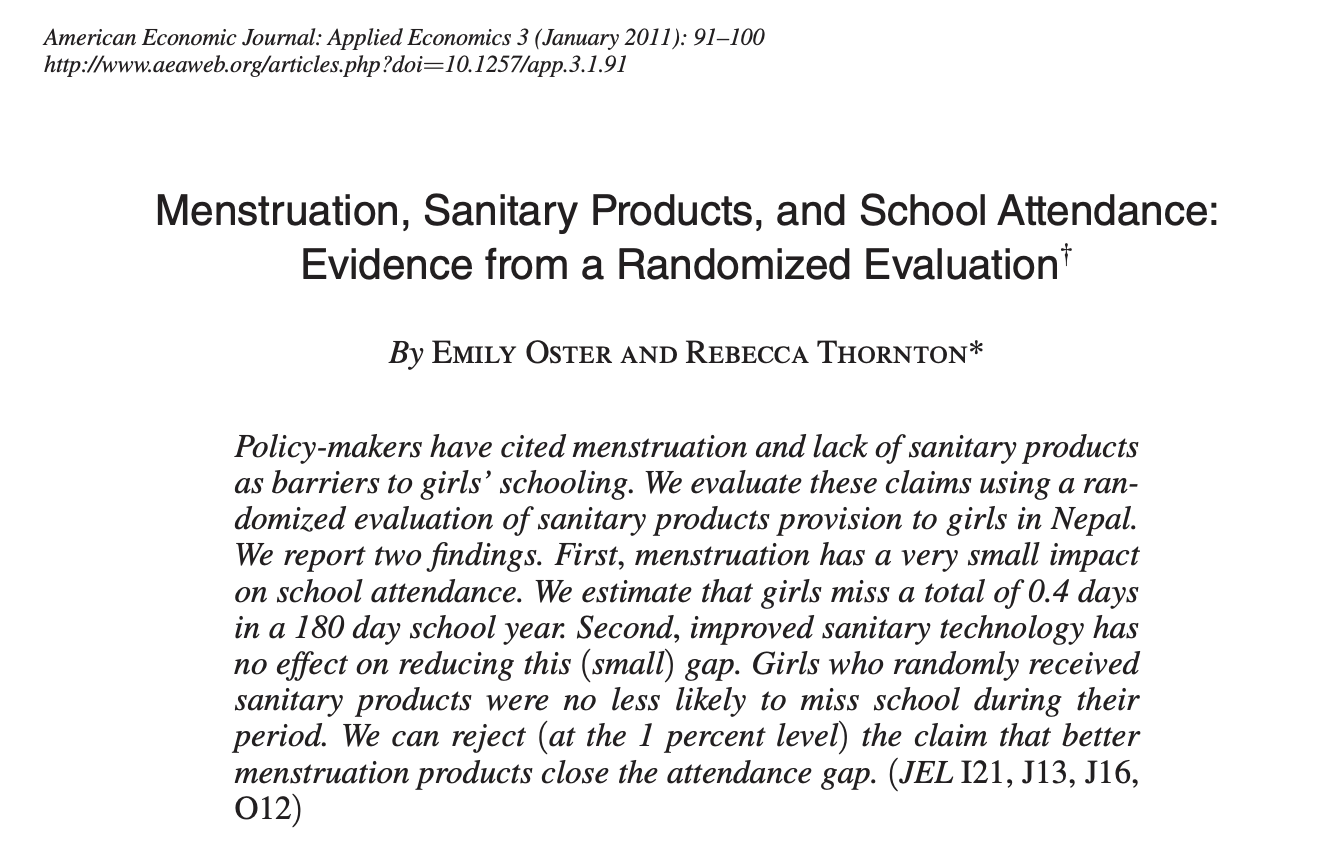 American Economic Journal: Applied Economics 3 (January 2011): 91–100
http://www.aeaweb.org/articles.php?doi=10.1257/app.3.1.91
Menstruation, Sanitary Products, and School Attendance:
Evidence from a Randomized Evaluation†
By Emily Oster and Rebecca Thornton*
Policy-makers have cited menstruation and lack of sanitary products
as barriers to girls’ schooling. We evaluate these claims using a ran-
domized evaluation of sanitary products provision to girls in Nepal.
We report two findings. First, menstruation has a very small impact
on school attendance. We estimate that girls miss a total of 0.4 days
in a 180 day school year. Second, improved sanitary technology has
no effect on reducing this (small) gap. Girls who randomly received
sanitary products were no less likely to miss school during their
period. We can reject (at the 1 percent level) the claim that better
menstruation products close the attendance gap. (JEL I21, J13, J16,
O12)